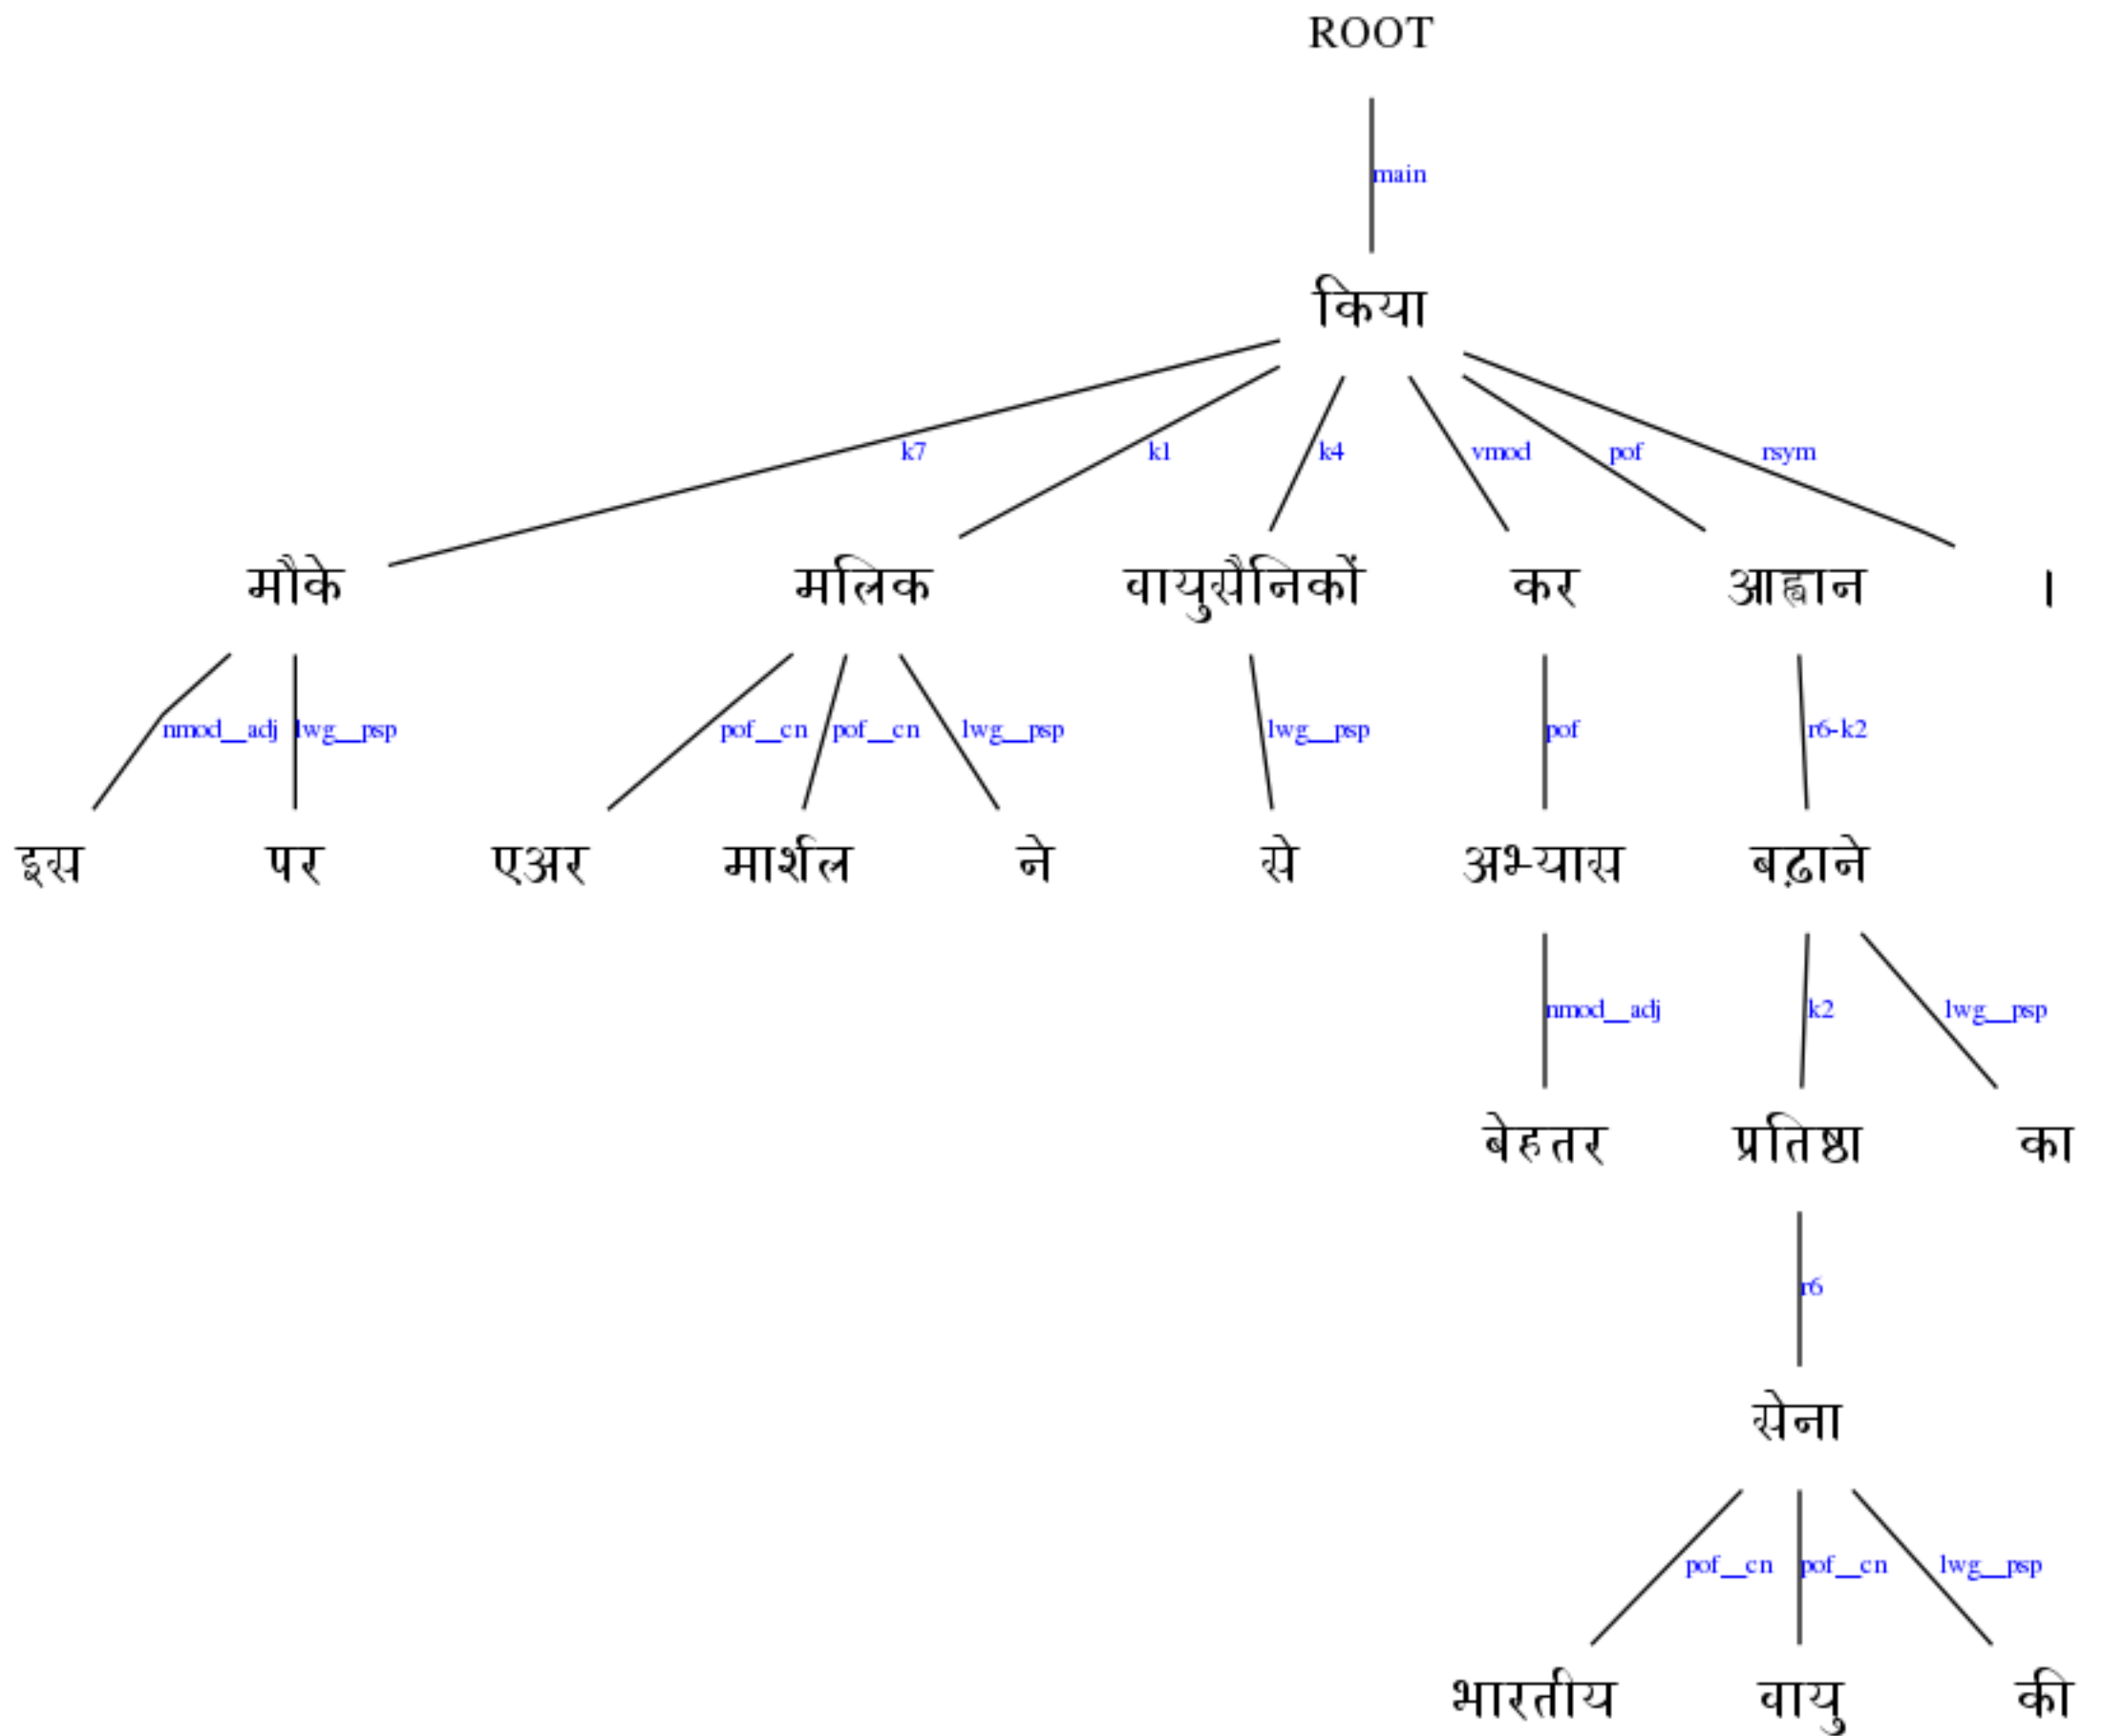 ROOT
main
किया
k7 k1 k4 vmod pof rsym
मौके मलिक वायुसैनिकों कर आह्वान ।
nmod__adj lwg__psp pof__cn pof__cn lwg__psp lwg__psp pof r6-k2
इस पर एअर मार्शल ने से अभ्यास बढ़ाने
nmod__adj k2 lwg__psp
बेहतर प्रतिष्ठा का
r6
सेना
pof__cn pof__cn lwg__psp
भारतीय वायु की